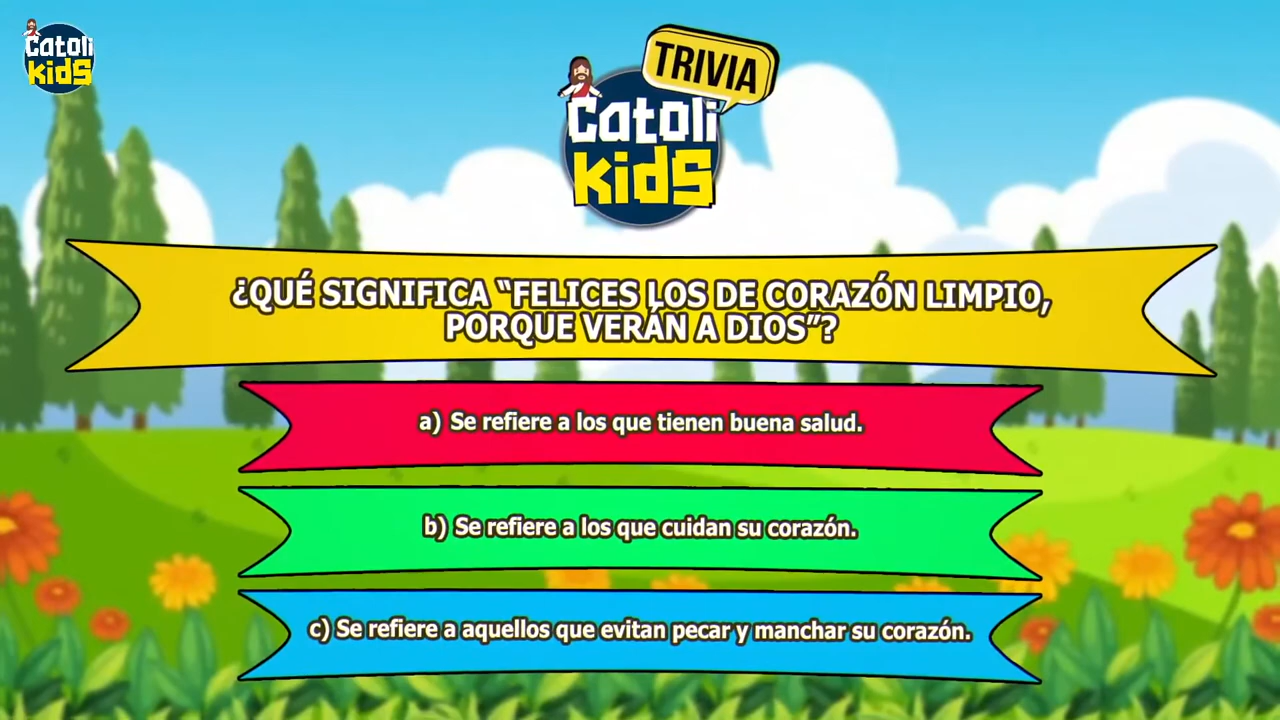 Catoli
kids
TRIVIA
Catoli
kids
¿QUÉ SIGNIFICA “FELICES LOS DE CORAZÓN LIMPIO,
PORQUE VERÁN A DIOS”?
a) Se refiere a los que tienen buena salud.
b) Se refiere a los que cuidan su corazón.
c) Se refiere a aquellos que evitan pecar y manchar su corazón.